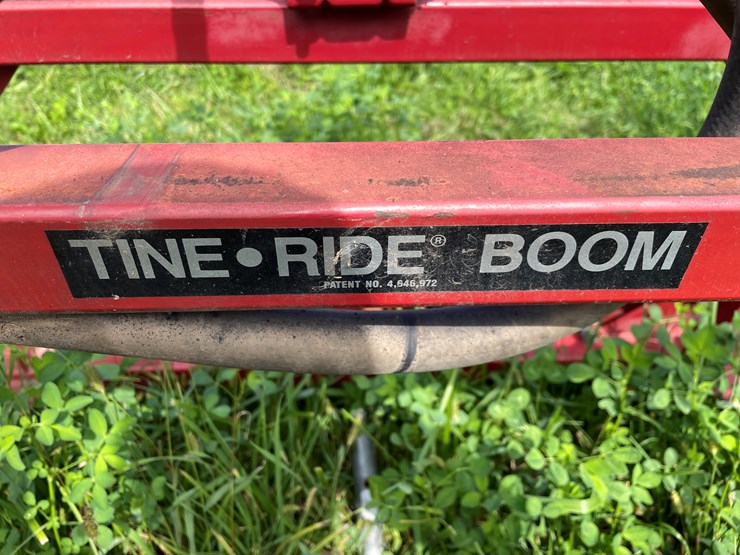 TINE•RIDE® BOOM
PATENT NO. 4,646,972